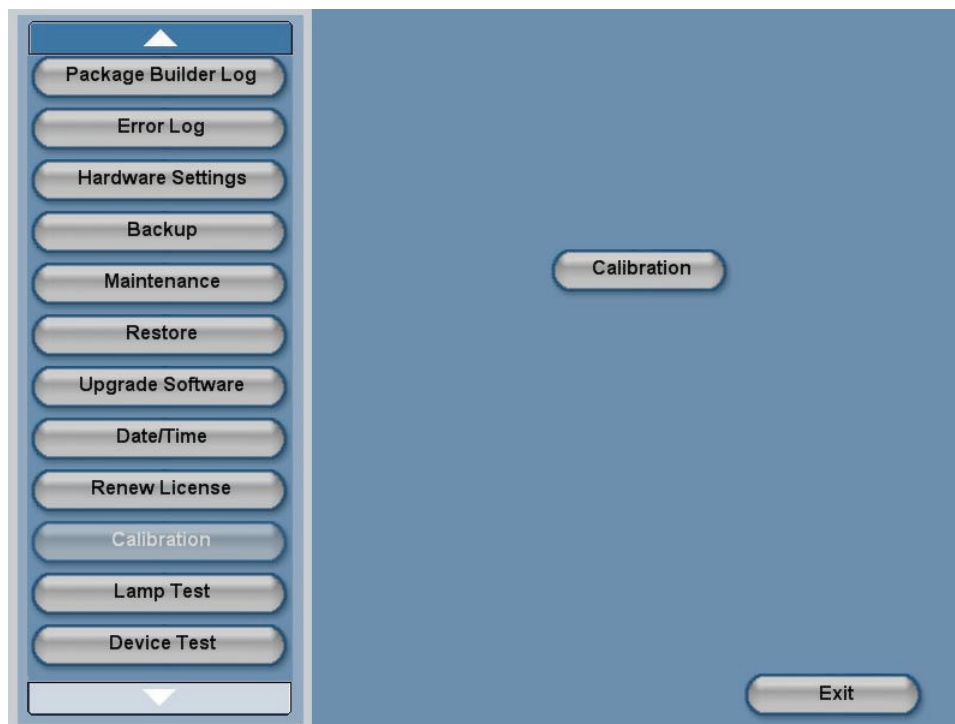 Package Builder Log
Error Log
Hardware Settings
Backup
Maintenance
Restore
Upgrade Software
Date/Time
Renew License
Calibration
Lamp Test
Device Test
Calibration
Exit